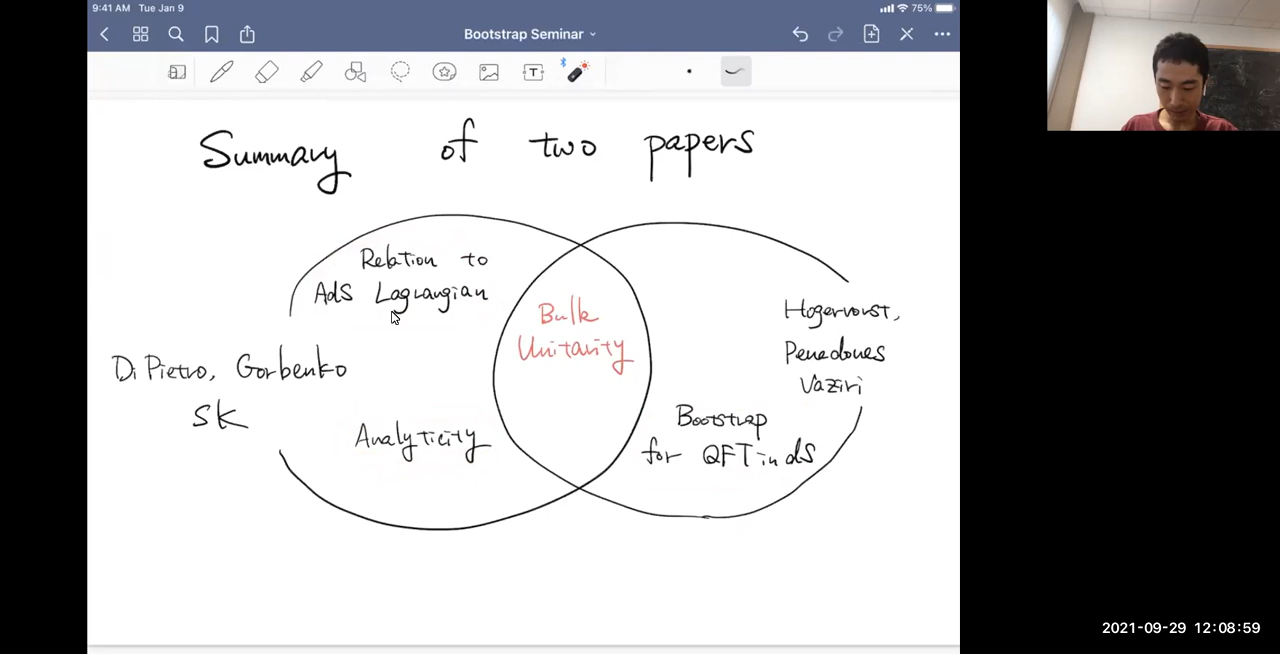 9:41 AM Tue Jan 9
75%
Bootstrap Seminar
Summary of two papers
Relation to
AdS Lagrangian
Bulk
Unitarity
Hogervorst,
Penedones
Vaziri
Di Pietro, Gorbenko
SK
Analyticity
Bootstrap
for QFT in dS
2021-09-29 12:08:59